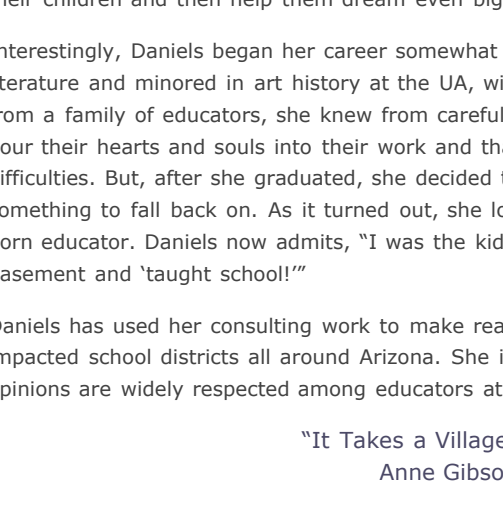 their children and then help them dream even big
nterestingly, Daniels began her career somewhat
terature and minored in art history at the UA, wi
rom a family of educators, she knew from careful
our their hearts and souls into their work and tha
ifficulties. But, after she graduated, she decided t
omething to fall back on. As it turned out, she lo
orn educator. Daniels now admits, “I was the kid
asement and ‘taught school!’”
Daniels has used her consulting work to make rea
mpacted school districts all around Arizona. She i
pinions are widely respected among educators at
“It Takes a Village
Anne Gibso